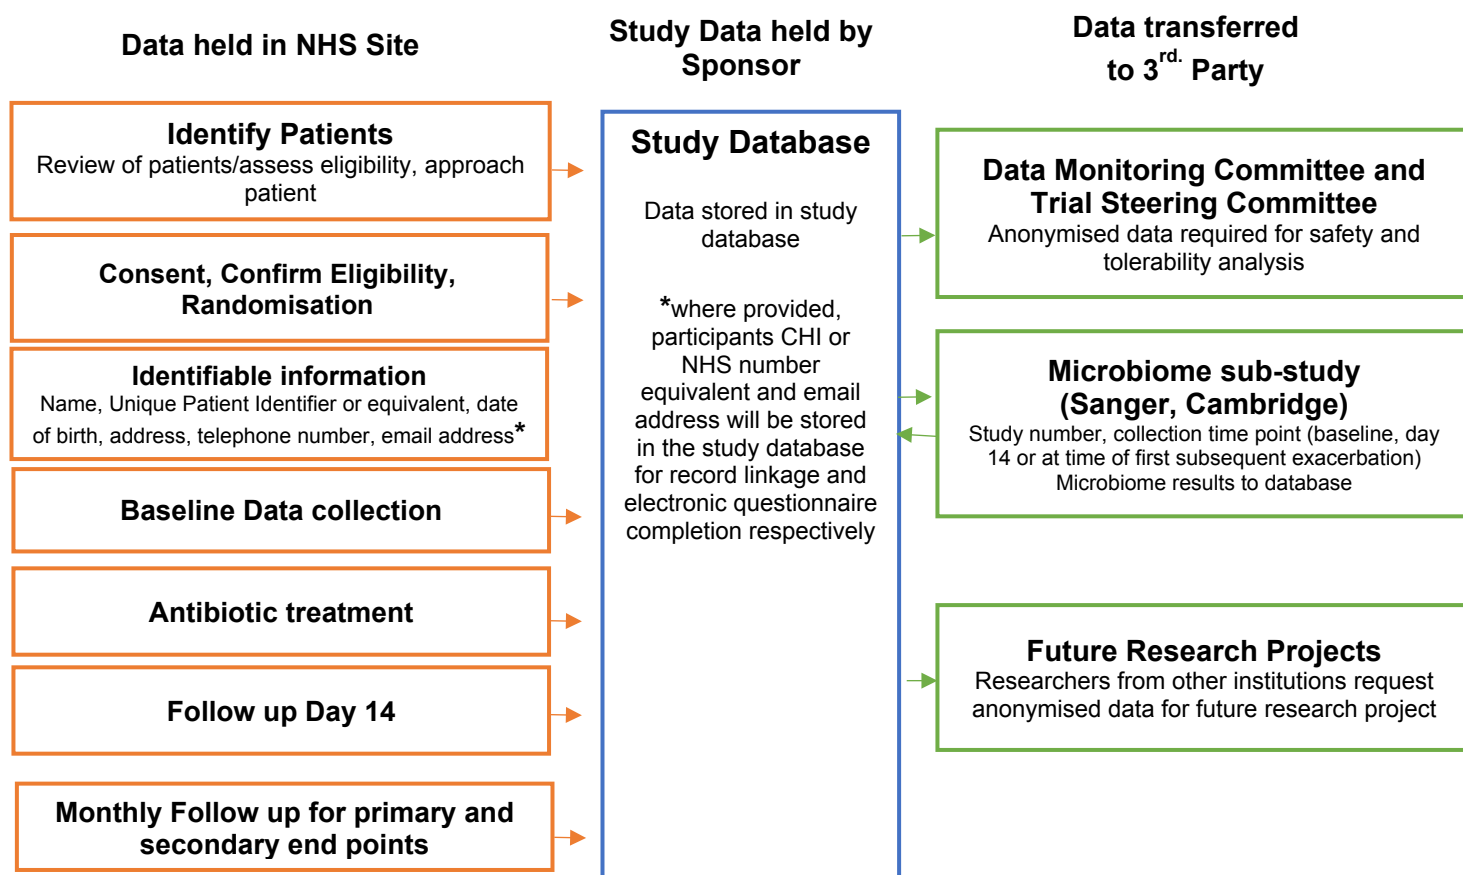 Data held in NHS Site
Study Data held by
Sponsor
Data transferred
to 3rd. Party
Identify Patients
Review of patients/assess eligibility, approach
patient
Consent, Confirm Eligibility,
Randomisation
Identifiable information
Name, Unique Patient Identifier or equivalent, date
of birth, address, telephone number, email address*
Baseline Data collection
Antibiotic treatment
Follow up Day 14
Monthly Follow up for primary and
secondary end points
Study Database
Data stored in study
database
*where provided,
participants CHI or
NHS number
equivalent and email
address will be stored
in the study database
for record linkage and
electronic questionnaire
completion respectively
Data Monitoring Committee and
Trial Steering Committee
Anonymised data required for safety and
tolerability analysis
Microbiome sub-study
(Sanger, Cambridge)
Study number, collection time point (baseline, day
14 or at time of first subsequent exacerbation)
Microbiome results to database
Future Research Projects
Researchers from other institutions request
anonymised data for future research project